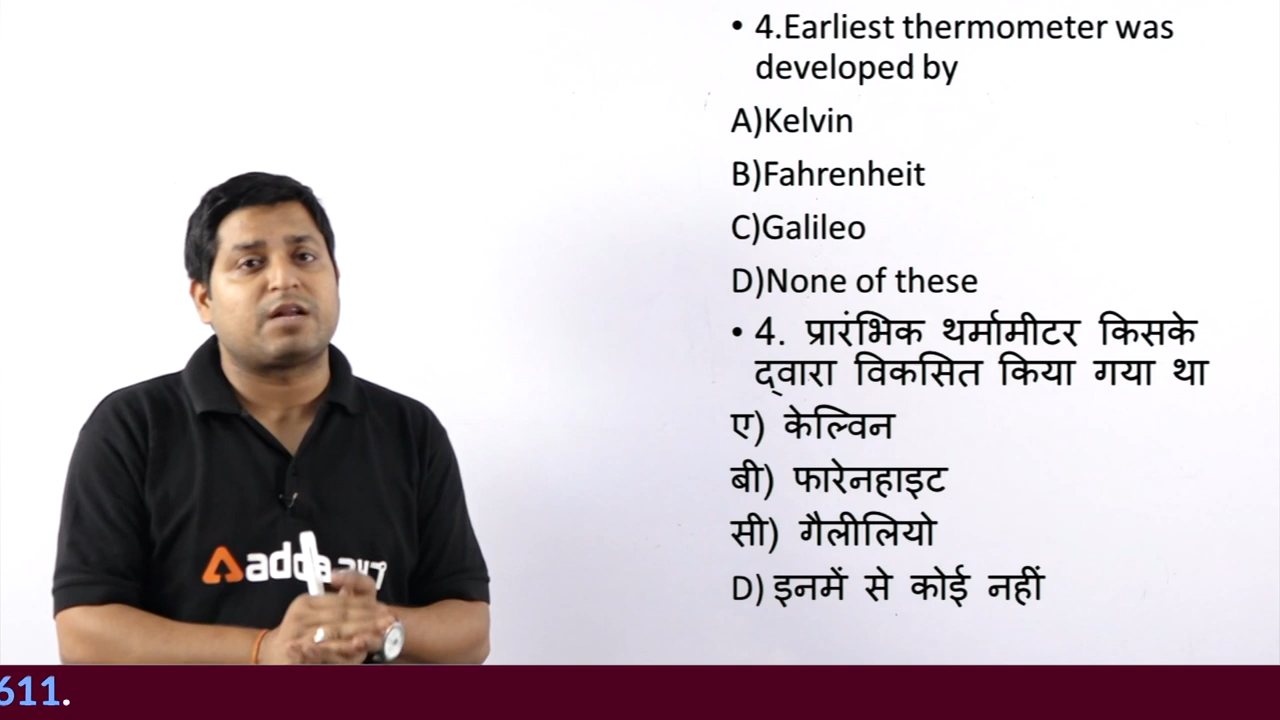 • 4.Earliest thermometer was
developed by
A)Kelvin
B)Fahrenheit
C)Galileo
D)None of these
• 4. प्रारंभिक थर्मामीटर किसके
द्वारा विकसित किया गया था
ए) केल्विन
बी) फारेनहाइट
सी) गैलीलियो
D) इनमें से कोई नहीं
611.